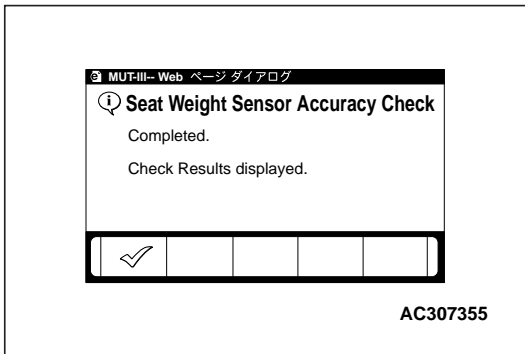 MUT-III-- Web ページ ダイアログ
Seat Weight Sensor Accuracy Check
Completed.
Check Results displayed.
AC307355